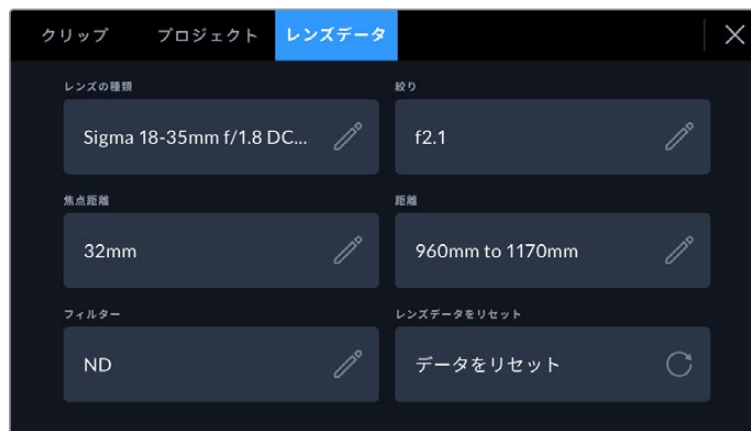 クリップ プロジェクト レンズデータ
レンズの種類 絞り
Sigma 18-35mm f/1.8 DC... f2.1
焦点距離 距離
32mm 960mm to 1170mm
フィルター レンズデータをリセット
ND データをリセット